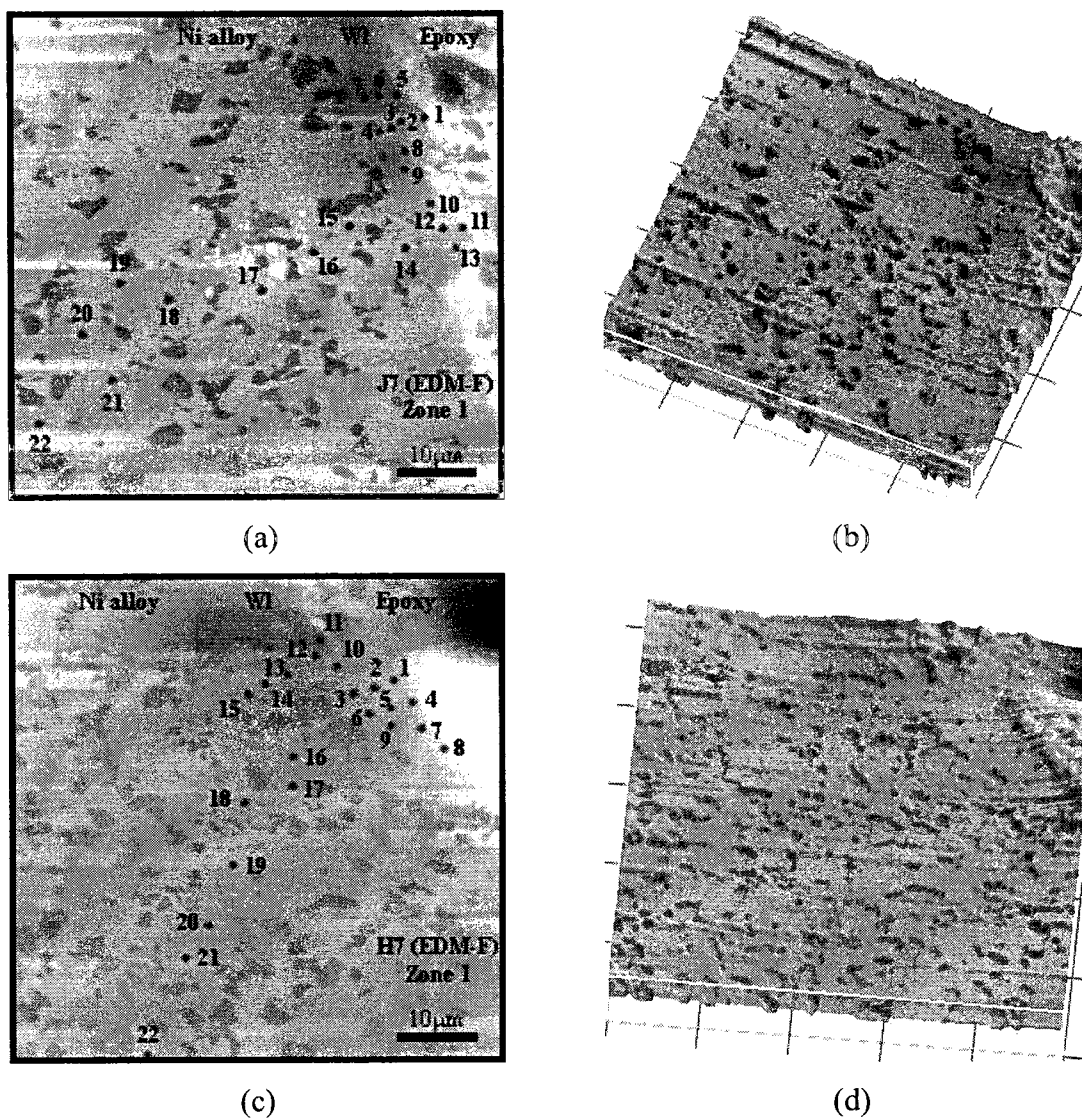 Ni alloy WI Epoxy
5
1
2
4
8
9
10
15 12 11
16 14 13
19 17
20 18
21
J7 (EDM-F)
Zone 1
22
10µm
(a)
(b)
Ni alloy WI Epoxy
11
12 10
13 2 1
15 14 3 5 4
6 9 7
8
16
17
18
19
20
21
H7 (EDM-F)
Zone 1
22
10µm
(c)
(d)